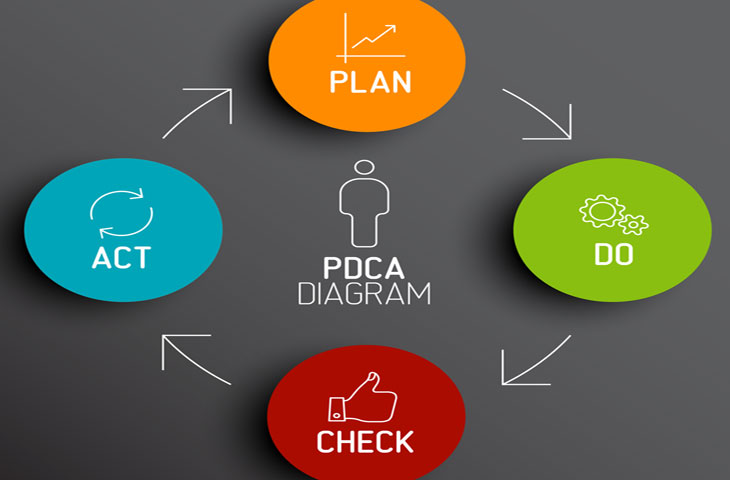 PLAN
DO
CHECK
ACT
PDCA
DIAGRAM